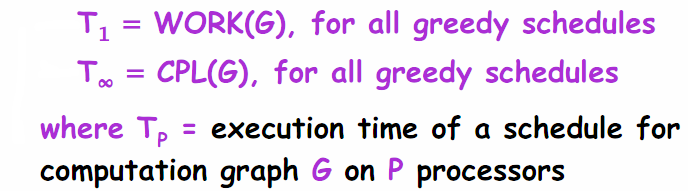 T₁ = WORK(G), for all greedy schedules
T∞ = CPL(G), for all greedy schedules
where Tₚ = execution time of a schedule for
computation graph G on P processors